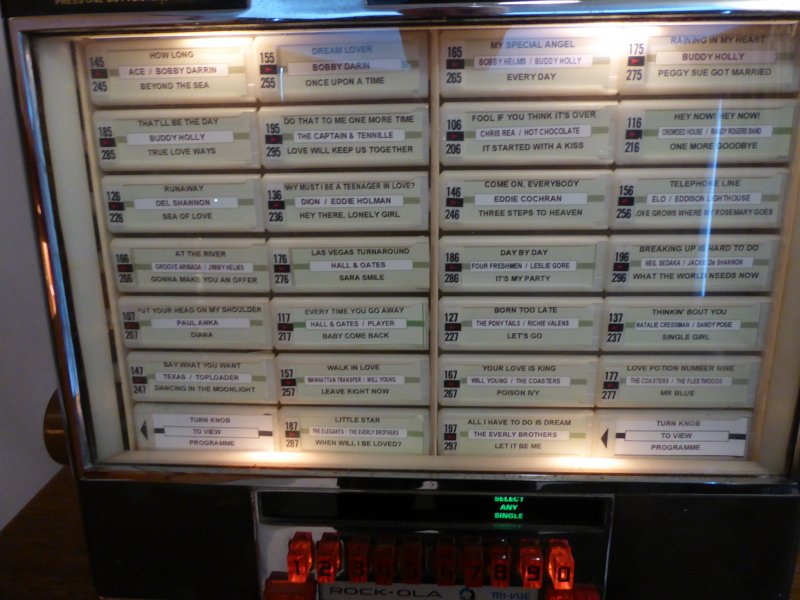 PRESS ONE BUTTON
145 HOW LONG
ACE / BOBBY DARRIN
245 BEYOND THE SEA
155 DREAM LOVER
BOBBY DARIN
255 ONCE UPON A TIME
165 MY SPECIAL ANGEL
BOBBY HELMS / BUDDY HOLLY
265 EVERY DAY
175 RAINING IN MY HEART
BUDDY HOLLY
275 PEGGY SUE GOT MARRIED
185 THAT'LL BE THE DAY
BUDDY HOLLY
285 TRUE LOVE WAYS
195 DO THAT TO ME ONE MORE TIME
THE CAPTAIN & TENNILLE
295 LOVE WILL KEEP US TOGETHER
106 FOOL IF YOU THINK IT'S OVER
CHRIS REA / HOT CHOCOLATE
206 IT STARTED WITH A KISS
116 HEY NOW! HEY NOW!
CROWDED HOUSE / RANDY ROGERS BAND
216 ONE MORE GOODBYE
126 RUNAWAY
DEL SHANNON
226 SEA OF LOVE
136 WHY MUST I BE A TEENAGER IN LOVE?
DION / EDDIE HOLMAN
236 HEY THERE, LONELY GIRL
146 COME ON, EVERYBODY
EDDIE COCHRAN
246 THREE STEPS TO HEAVEN
156 TELEPHONE LINE
ELO / EDDISON LIGHTHOUSE
256 LOVE GROWS WHERE MY ROSEMARY GOES
166 AT THE RIVER
GROOVE ARMADA / JIMMY HELMS
266 GONNA MAKE YOU AN OFFER
176 LAS VEGAS TURNAROUND
HALL & OATES
276 SARA SMILE
186 DAY BY DAY
FOUR FRESHMEN / LESLIE GORE
286 IT'S MY PARTY
196 BREAKING UP IS HARD TO DO
NEIL SEDAKA / JACKIE De SHANNON
296 WHAT THE WORLD NEEDS NOW
107 PUT YOUR HEAD ON MY SHOULDER
PAUL ANKA
207 DIANA
117 EVERY TIME YOU GO AWAY
HALL & OATES / PLAYER
217 BABY COME BACK
127 BORN TOO LATE
THE PONY TAILS / RICHIE VALENS
227 LET'S GO
137 THINKIN' BOUT YOU
NATALIE CRESSMAN / SANDY POSIE
237 SINGLE GIRL
147 SAY WHAT YOU WANT
TEXAS / TOPLOADER
247 DANCING IN THE MOONLIGHT
157 WALK IN LOVE
MANHATTAN TRANSFER / WILL YOUNG
257 LEAVE RIGHT NOW
167 YOUR LOVE IS KING
WILL YOUNG / THE COASTERS
267 POISON IVY
177 LOVE POTION NUMBER NINE
THE COASTERS / THE FLEETWOODS
277 MR BLUE
TURN KNOB
TO VIEW
PROGRAMME
187 LITTLE STAR
THE ELEGANTS / THE EVERLY BROTHERS
287 WHEN WILL I BE LOVED?
197 ALL I HAVE TO DO IS DREAM
THE EVERLY BROTHERS
297 LET IT BE ME
TURN KNOB
TO VIEW
PROGRAMME
SELECT
ANY
SINGLE
1 2 3 4 5 6 7 8 9 0
ROCK-OLA TRI-VUE